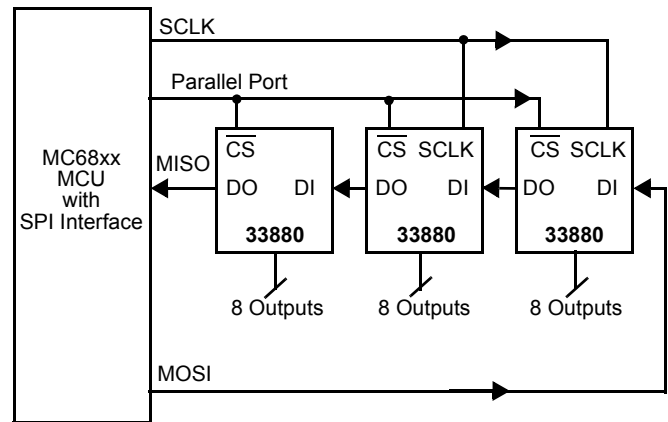 SCLK
Parallel Port
MC68xx
MCU
with
SPI Interface
MISO
CS
DO DI
33880
8 Outputs
CS SCLK
DO DI
33880
8 Outputs
CS SCLK
DO DI
33880
8 Outputs
MOSI